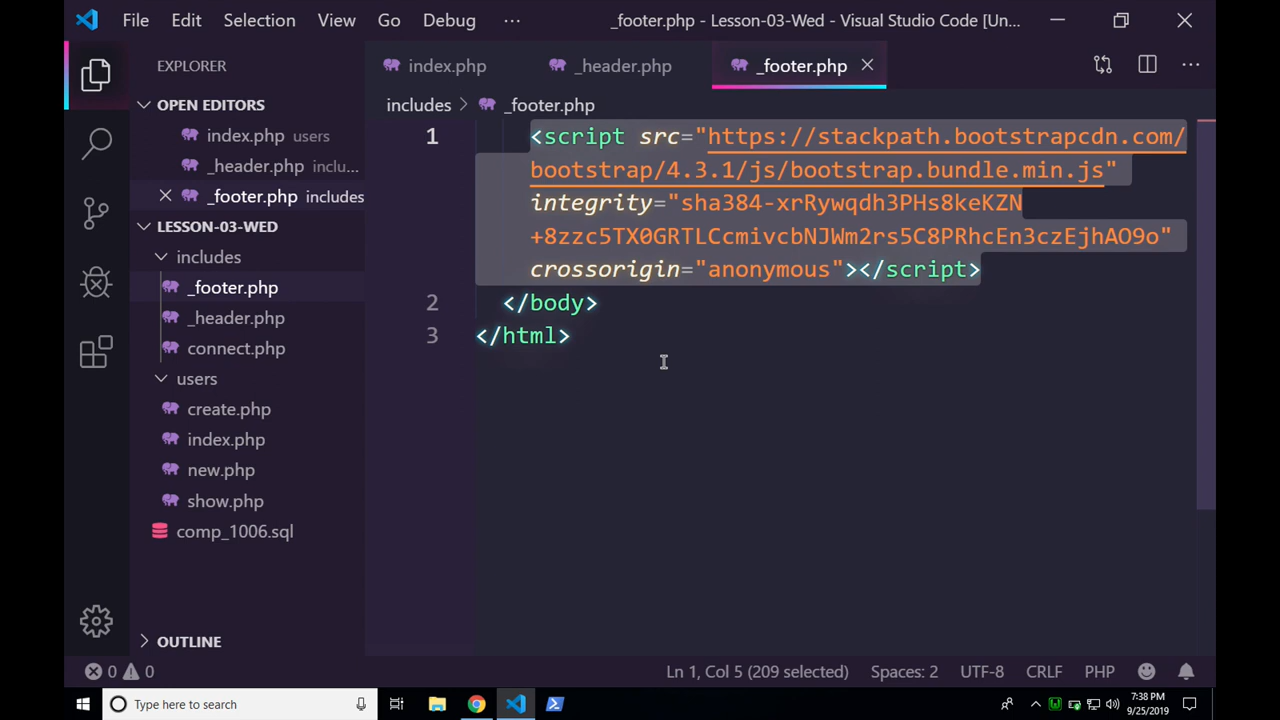 File Edit Selection View Go Debug ··· _footer.php - Lesson-03-Wed - Visual Studio Code [Un...
EXPLORER
index.php _header.php _footer.php
OPEN EDITORS
includes > _footer.php
index.php users
_header.php inclu...
_footer.php includes
LESSON-03-WED
includes
_footer.php
_header.php
connect.php
users
create.php
index.php
new.php
show.php
comp_1006.sql
OUTLINE
1 <script src="https://stackpath.bootstrapcdn.com/
bootstrap/4.3.1/js/bootstrap.bundle.min.js"
integrity="sha384-xrRywqdh3PHs8keKZN
+8zzc5TX0GRTLCcmivcbNJWm2rs5C8PRhcEn3czEjhAO9o"
crossorigin="anonymous"></script>
2 </body>
3 </html>
0 0 Ln 1, Col 5 (209 selected) Spaces: 2 UTF-8 CRLF PHP
Type here to search
7:38 PM
9/25/2019